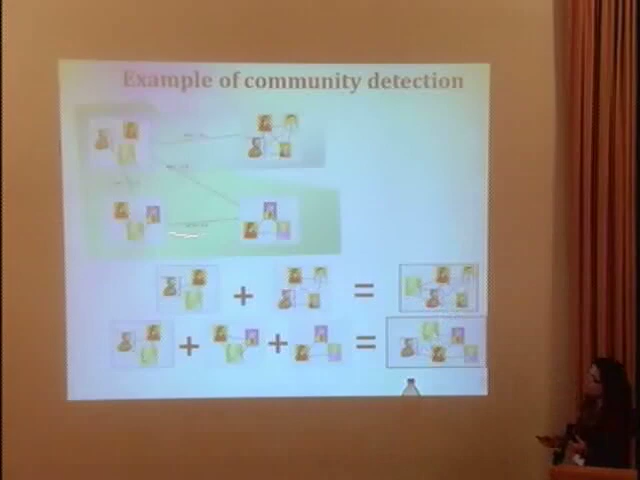 Example of community detection
+ =
+ + =